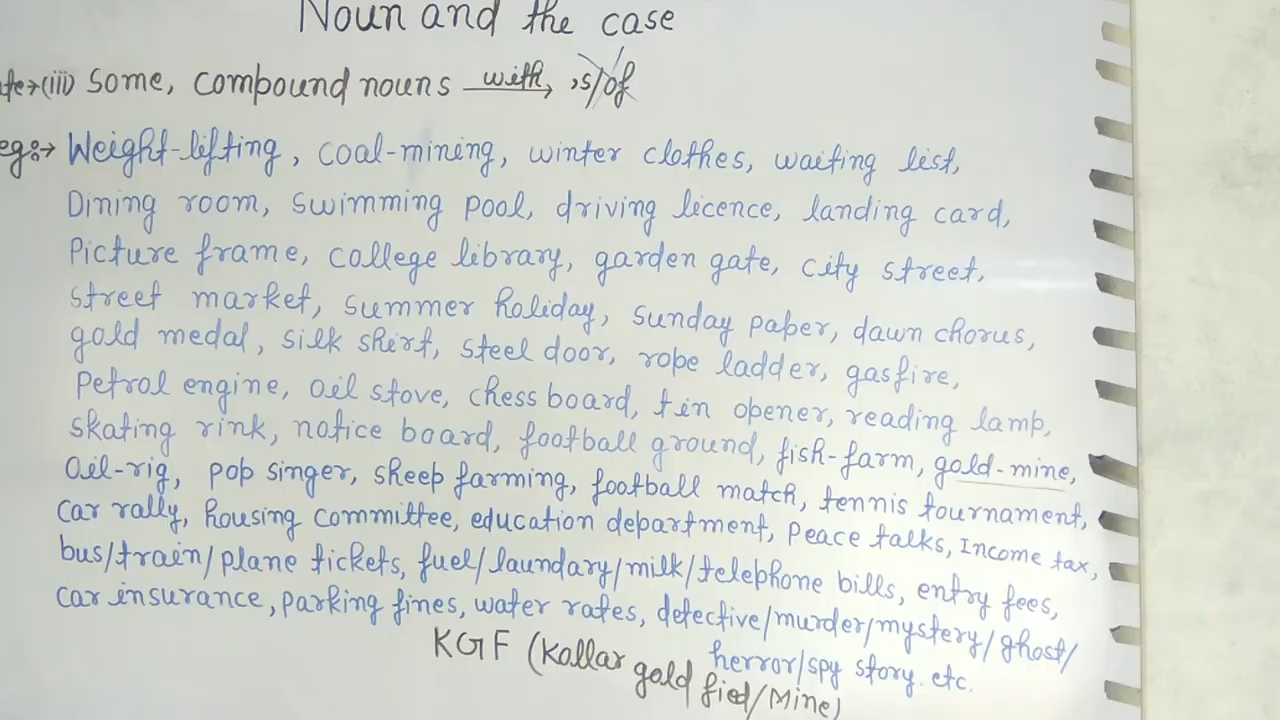 Noun and the case
te→(iii) Some, compound nouns with, 's/of
eg:→ Weight-lifting, coal-mining, winter clothes, waiting list,
Dining room, swimming pool, driving licence, landing card,
Picture frame, college library, garden gate, city street,
street market, summer holiday, sunday paper, dawn chorus,
gold medal, silk shirt, steel door, rope ladder, gasfire,
Petrol engine, oil stove, chess board, tin opener, reading lamp,
skating rink, notice board, football ground, fish-farm, gold-mine,
oil-rig, pop singer, sheep farming, football match, tennis tournament,
car rally, housing committee, education department, Peace talks, Income tax,
bus/train/plane tickets, fuel/laundary/milk/telephone bills, entry fees,
car insurance, parking fines, water rates, detective/murder/mystery/ghost/
herror/spy story. etc.
KGF (Kollar gold fied/Mine)